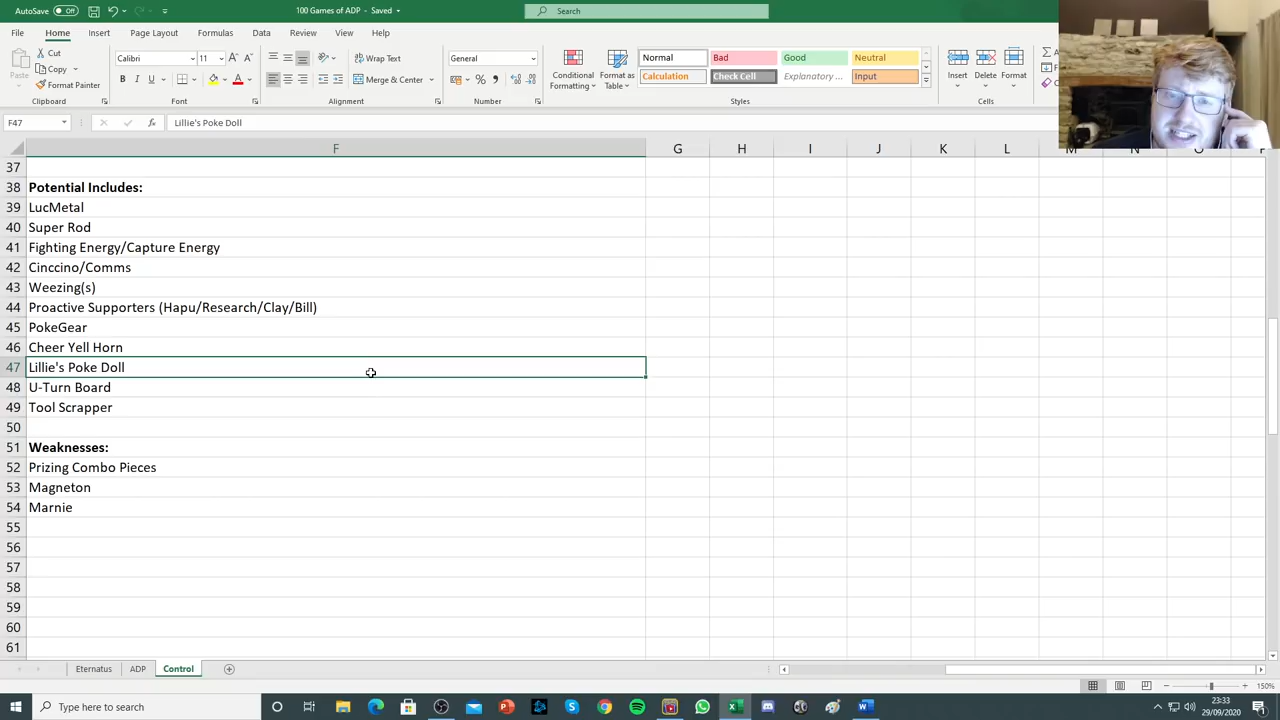 AutoSave Off 100 Games of ADP - Saved Search
File Home Insert Page Layout Formulas Data Review View Help
Paste Cut Copy Format Painter Clipboard
Calibri 11 B I U Font
Wrap Text Merge & Center Alignment
General Number
Conditional Formatting Format as Table
Normal Bad Good Neutral
Calculation Check Cell Explanatory ... Input
Styles
Insert Delete Format Cells
F47 fx Lillie's Poke Doll
F G H I J K L M N O
37
38 Potential Includes:
39 LucMetal
40 Super Rod
41 Fighting Energy/Capture Energy
42 Cinccino/Comms
43 Weezing(s)
44 Proactive Supporters (Hapu/Research/Clay/Bill)
45 PokeGear
46 Cheer Yell Horn
47 Lillie's Poke Doll
48 U-Turn Board
49 Tool Scrapper
50
51 Weaknesses:
52 Prizing Combo Pieces
53 Magneton
54 Marnie
55
56
57
58
59
60
61
Eternatus ADP Control
150%
Type here to search
23:33
29/09/2020